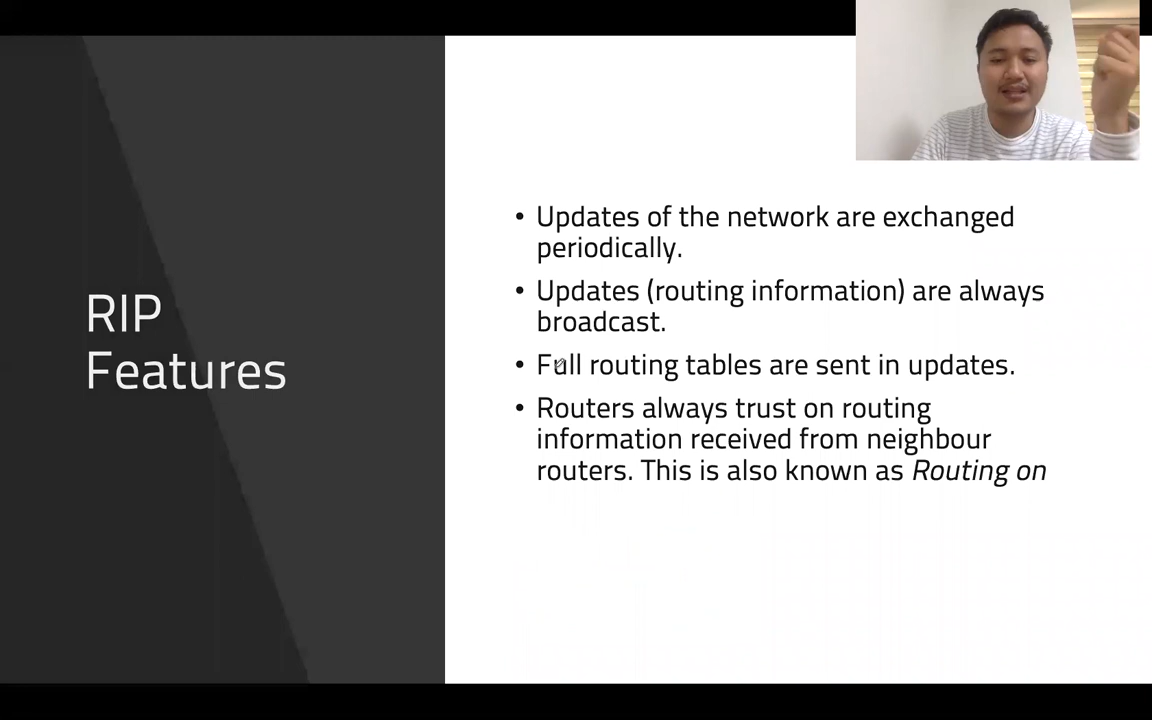 RIP
Features
• Updates of the network are exchanged
periodically.
• Updates (routing information) are always
broadcast.
• Full routing tables are sent in updates.
• Routers always trust on routing
information received from neighbour
routers. This is also known as Routing on